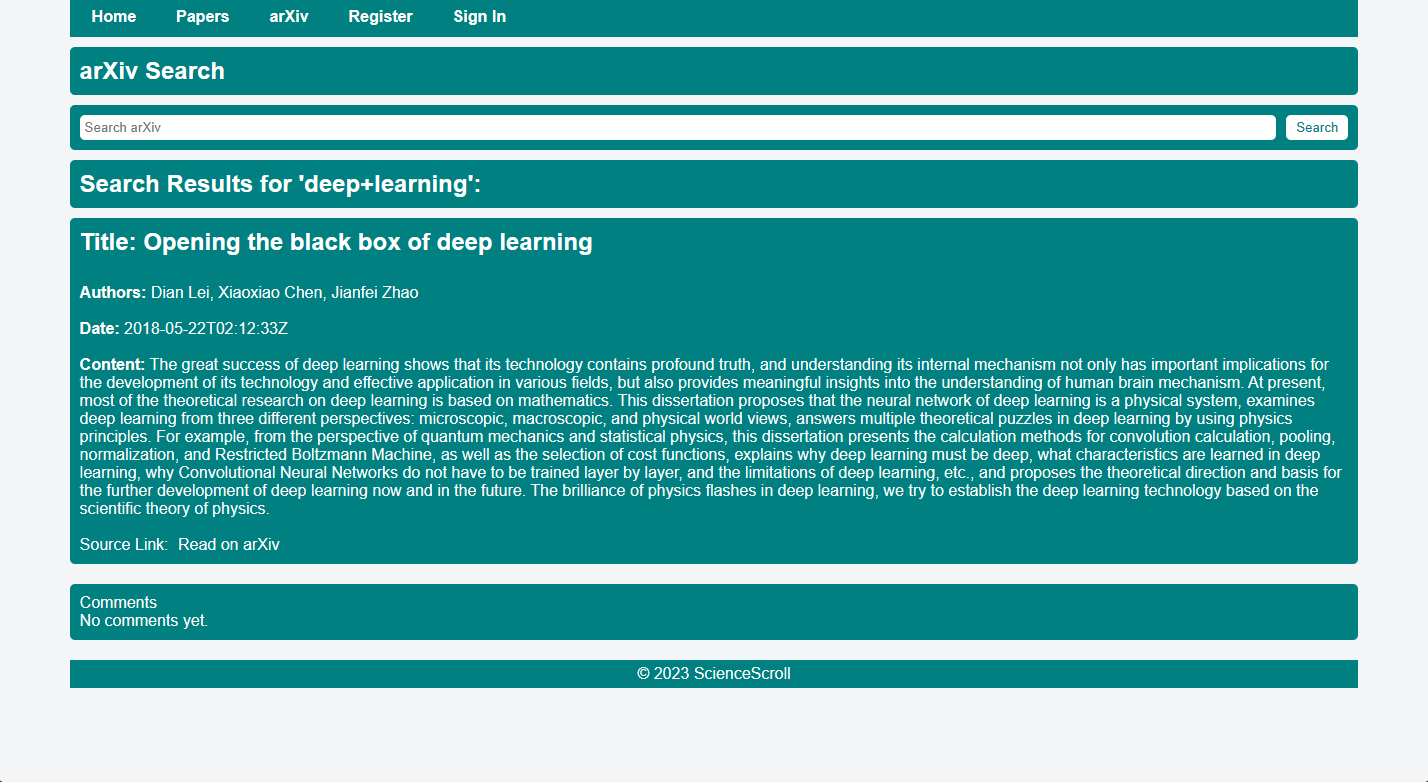 Home Papers arXiv Register Sign In
arXiv Search
Search arXiv Search
Search Results for 'deep+learning':
Title: Opening the black box of deep learning
Authors: Dian Lei, Xiaoxiao Chen, Jianfei Zhao
Date: 2018-05-22T02:12:33Z
Content: The great success of deep learning shows that its technology contains profound truth, and understanding its internal mechanism not only has important implications for
the development of its technology and effective application in various fields, but also provides meaningful insights into the understanding of human brain mechanism. At present,
most of the theoretical research on deep learning is based on mathematics. This dissertation proposes that the neural network of deep learning is a physical system, examines
deep learning from three different perspectives: microscopic, macroscopic, and physical world views, answers multiple theoretical puzzles in deep learning by using physics
principles. For example, from the perspective of quantum mechanics and statistical physics, this dissertation presents the calculation methods for convolution calculation, pooling,
normalization, and Restricted Boltzmann Machine, as well as the selection of cost functions, explains why deep learning must be deep, what characteristics are learned in deep
learning, why Convolutional Neural Networks do not have to be trained layer by layer, and the limitations of deep learning, etc., and proposes the theoretical direction and basis for
the further development of deep learning now and in the future. The brilliance of physics flashes in deep learning, we try to establish the deep learning technology based on the
scientific theory of physics.
Source Link: Read on arXiv
Comments
No comments yet.
© 2023 ScienceScroll